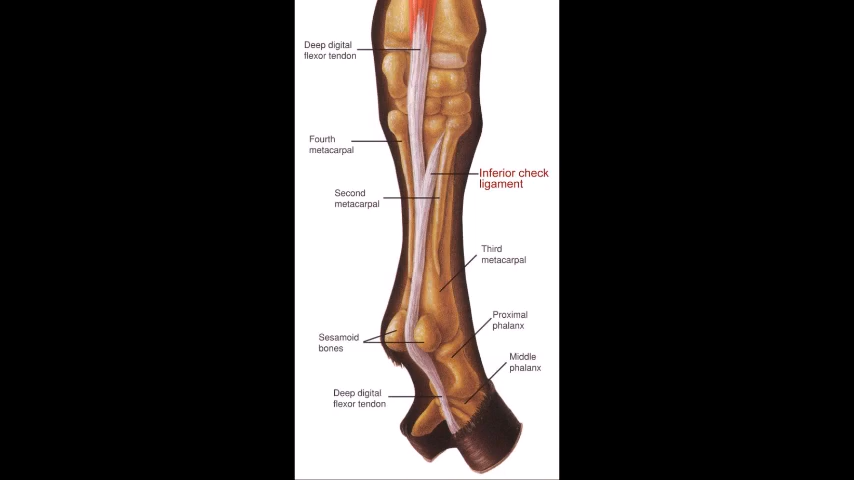 Deep digital
flexor tendon
Fourth
metacarpal
Inferior check
ligament
Second
metacarpal
Third
metacarpal
Proximal
phalanx
Sesamoid
bones
Middle
phalanx
Deep digital
flexor tendon